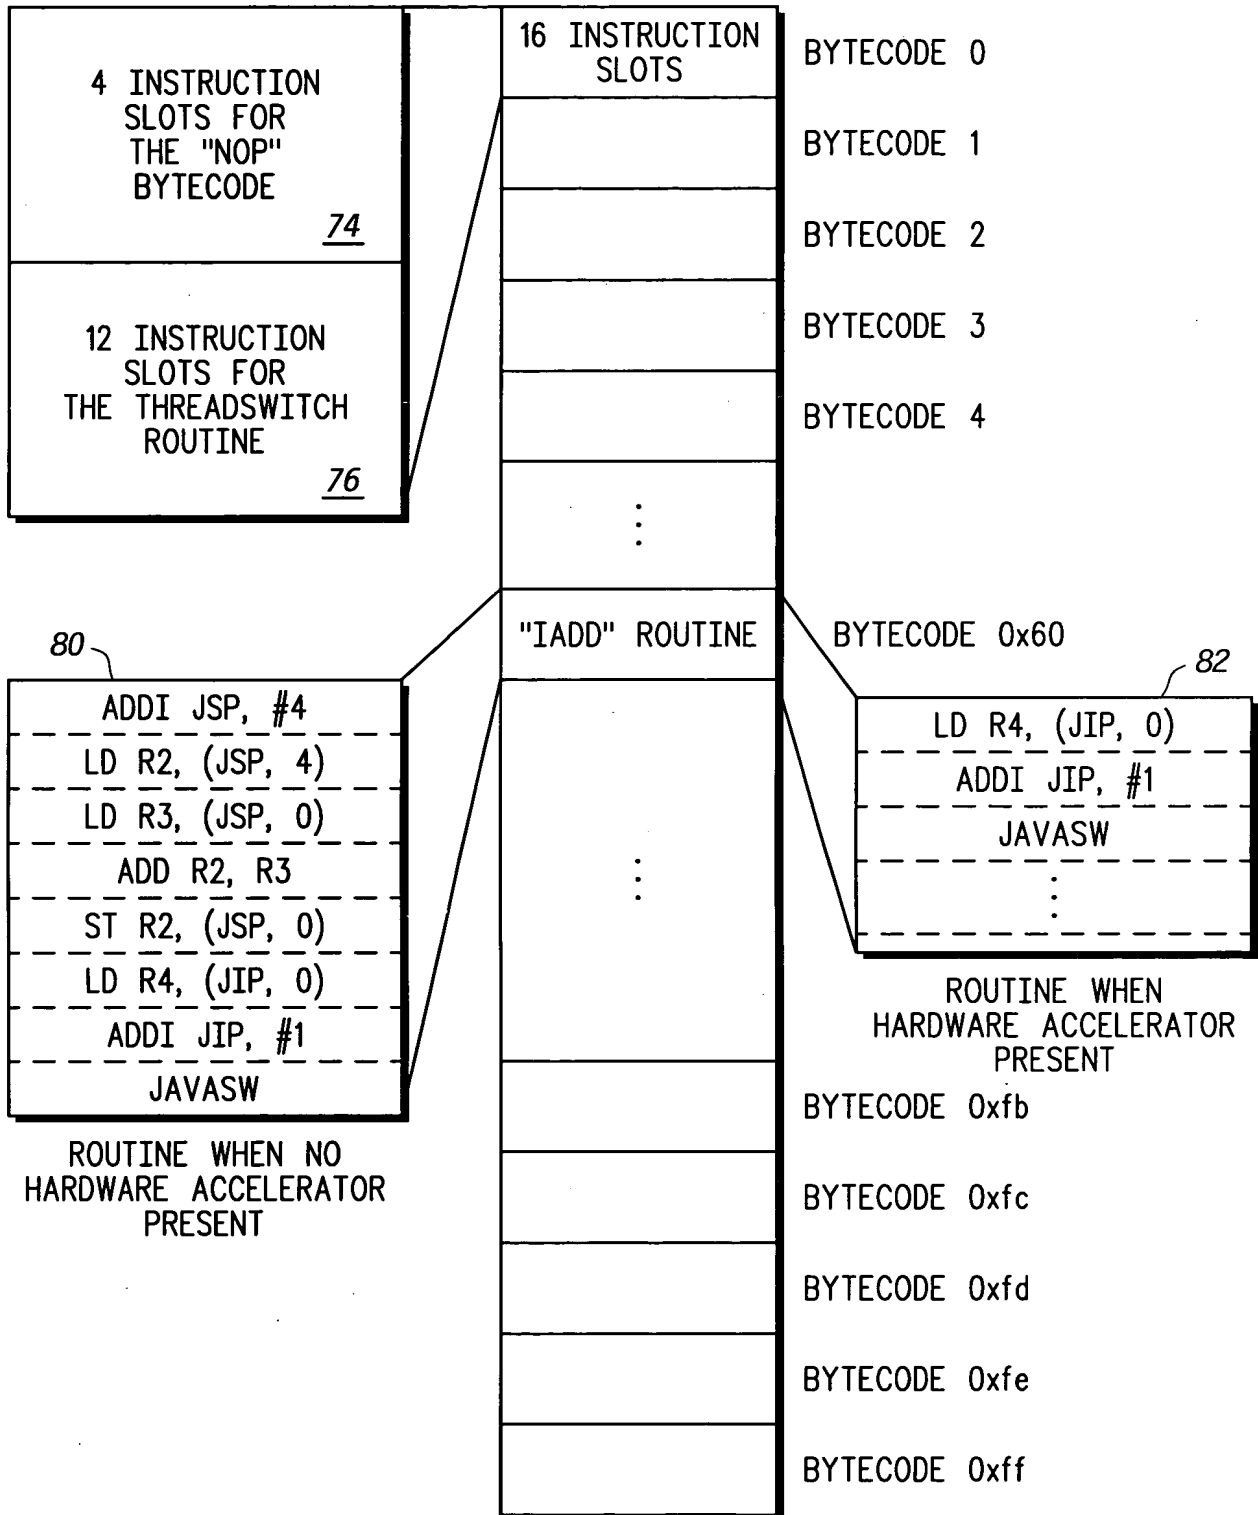 4 INSTRUCTION
SLOTS FOR
THE "NOP"
BYTECODE
74
12 INSTRUCTION
SLOTS FOR
THE THREADSWITCH
ROUTINE
76
16 INSTRUCTION
SLOTS
BYTECODE 0
BYTECODE 1
BYTECODE 2
BYTECODE 3
BYTECODE 4
"IADD" ROUTINE
BYTECODE 0x60
80
ADDI JSP, #4
LD R2, (JSP, 4)
LD R3, (JSP, 0)
ADD R2, R3
ST R2, (JSP, 0)
LD R4, (JIP, 0)
ADDI JIP, #1
JAVASW
ROUTINE WHEN NO
HARDWARE ACCELERATOR
PRESENT
82
LD R4, (JIP, 0)
ADDI JIP, #1
JAVASW
ROUTINE WHEN
HARDWARE ACCELERATOR
PRESENT
BYTECODE 0xfb
BYTECODE 0xfc
BYTECODE 0xfd
BYTECODE 0xfe
BYTECODE 0xff